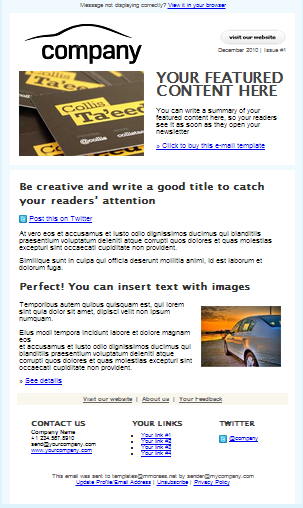 Message not displaying correctly? View it in your browser
company
visit our website
December 2010 | Issue #1
Collis
Ta'eed
YOUR FEATURED
CONTENT HERE
You can write a summary of your
featured content here, so your readers
see it as soon as they open your
newsletter
» Click to buy this e-mail template
Be creative and write a good title to catch
your readers' attention
Post this on Twitter
At vero eos et accusamus et iusto odio dignissimos ducimus qui blanditiis
praesentium voluptatum deleniti atque corrupti quos dolores et quas molestias
excepturi sint occaecati cupiditate non provident.
Similique sunt in culpa qui officia deserunt mollitia animi, id est laborum et
dolorum fuga.
Perfect! You can insert text with images
Temporibus autem quibus quisquam est, qui lorem
sint quia dolor sit amet, dipisci velit non ipsum
numquam.
Eius modi tempora incidunt labore et dolore magnam
eos
et accusamus et iusto odio dignissimos ducimus qui
blanditiis praesentium voluptatum deleniti atque
corrupti quos dolores et quas molestias excepturi sint
occaecati cupiditate non provident.
» See details
Visit our website | About us | Your Feedback
CONTACT US
Company Name
+1 234.567.8910
send@yourcompany.com
www.yourcompany.com
YOUR LINKS
Your link #1
Your link #2
Your link #3
Your link #4
TWITTER
@company
This email was sent to templates@mmorses.net by sender@mycompany.com
Update Profile/Email Address | Unsubscribe | Privacy Policy